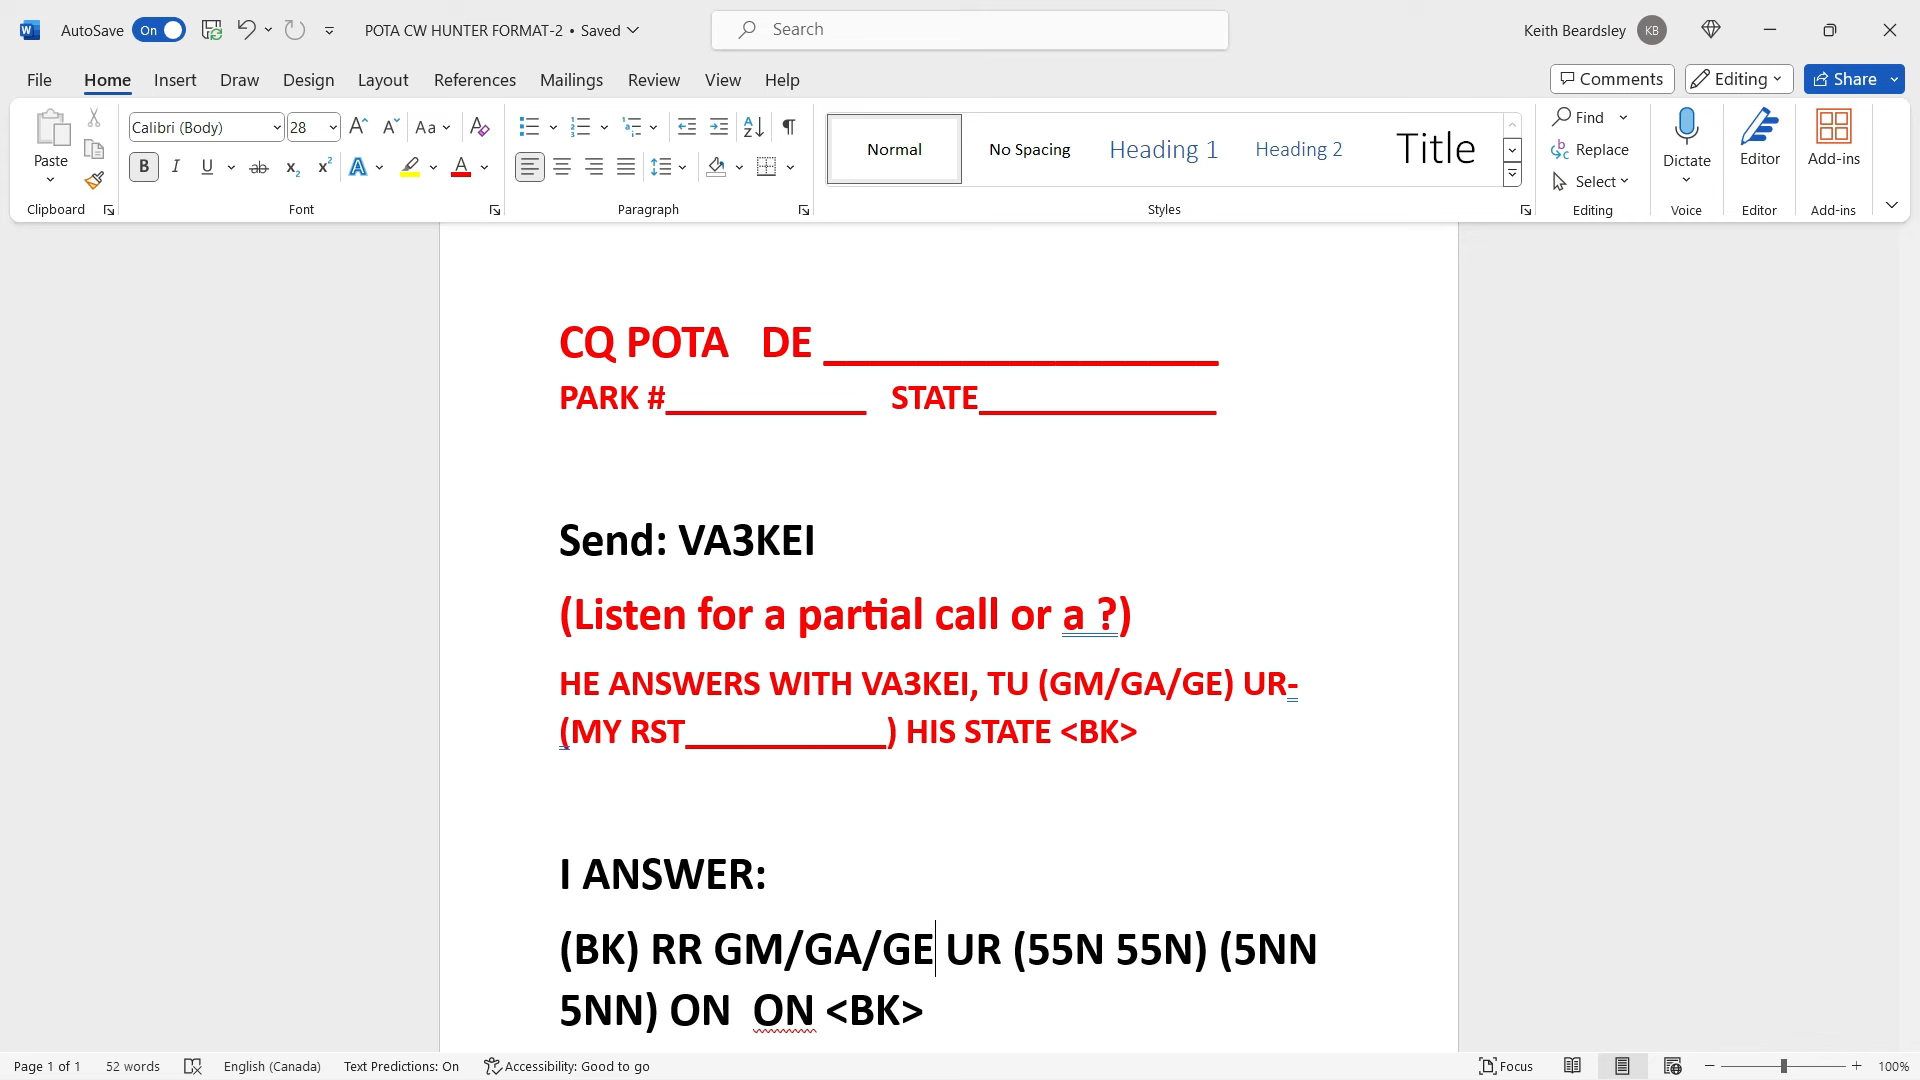 AutoSave On POTA CW HUNTER FORMAT-2 • Saved Search Keith Beardsley KB
File Home Insert Draw Design Layout References Mailings Review View Help Comments Editing Share
Paste Calibri (Body) 28 Normal No Spacing Heading 1 Heading 2 Title Find Replace Select Dictate Editor Add-ins
Clipboard Font Paragraph Styles Editing Voice Editor Add-ins
CQ POTA DE __________________
PARK #___________ STATE_____________
Send: VA3KEI
(Listen for a partial call or a ?)
HE ANSWERS WITH VA3KEI, TU (GM/GA/GE) UR-
(MY RST___________) HIS STATE <BK>
I ANSWER:
(BK) RR GM/GA/GE UR (55N 55N) (5NN
5NN) ON ON <BK>
Page 1 of 1 52 words English (Canada) Text Predictions: On Accessibility: Good to go Focus 100%